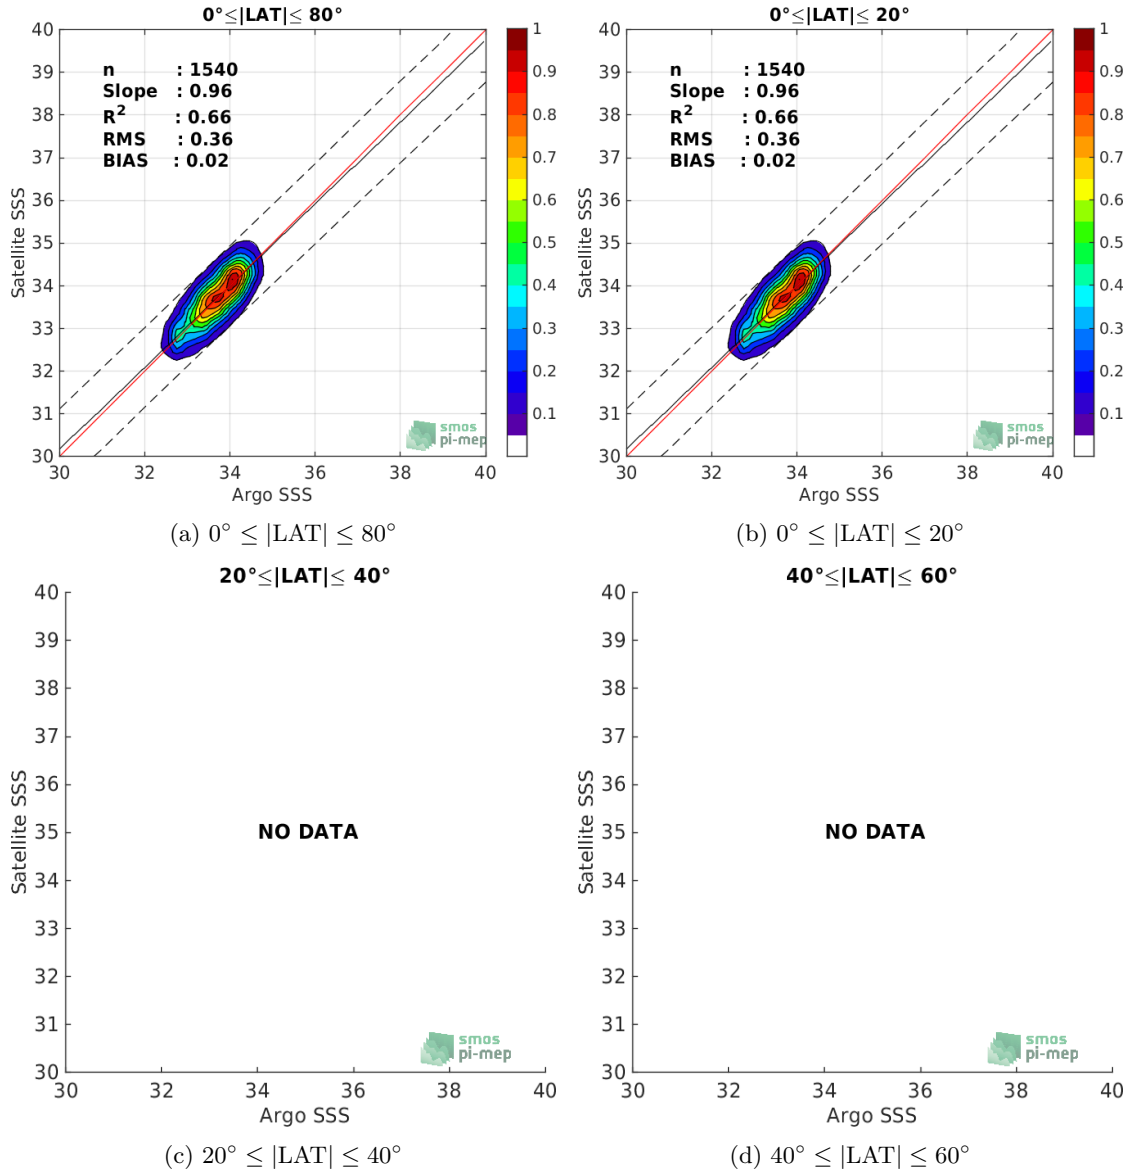 0°≤|LAT|≤ 80°
40
39
38
37
36
35
34
33
32
31
30
Satellite SSS
n : 1540
Slope : 0.96
R² : 0.66
RMS : 0.36
BIAS : 0.02
smos
pi-mep
30 32 34 36 38 40
Argo SSS
1
0.9
0.8
0.7
0.6
0.5
0.4
0.3
0.2
0.1
(a) 0° ≤ |LAT| ≤ 80°
0°≤|LAT|≤ 20°
40
39
38
37
36
35
34
33
32
31
30
Satellite SSS
n : 1540
Slope : 0.96
R² : 0.66
RMS : 0.36
BIAS : 0.02
smos
pi-mep
30 32 34 36 38 40
Argo SSS
1
0.9
0.8
0.7
0.6
0.5
0.4
0.3
0.2
0.1
(b) 0° ≤ |LAT| ≤ 20°
20°≤|LAT|≤ 40°
40
39
38
37
36
35
34
33
32
31
30
Satellite SSS
NO DATA
smos
pi-mep
30 32 34 36 38 40
Argo SSS
(c) 20° ≤ |LAT| ≤ 40°
40°≤|LAT|≤ 60°
40
39
38
37
36
35
34
33
32
31
30
Satellite SSS
NO DATA
smos
pi-mep
30 32 34 36 38 40
Argo SSS
(d) 40° ≤ |LAT| ≤ 60°